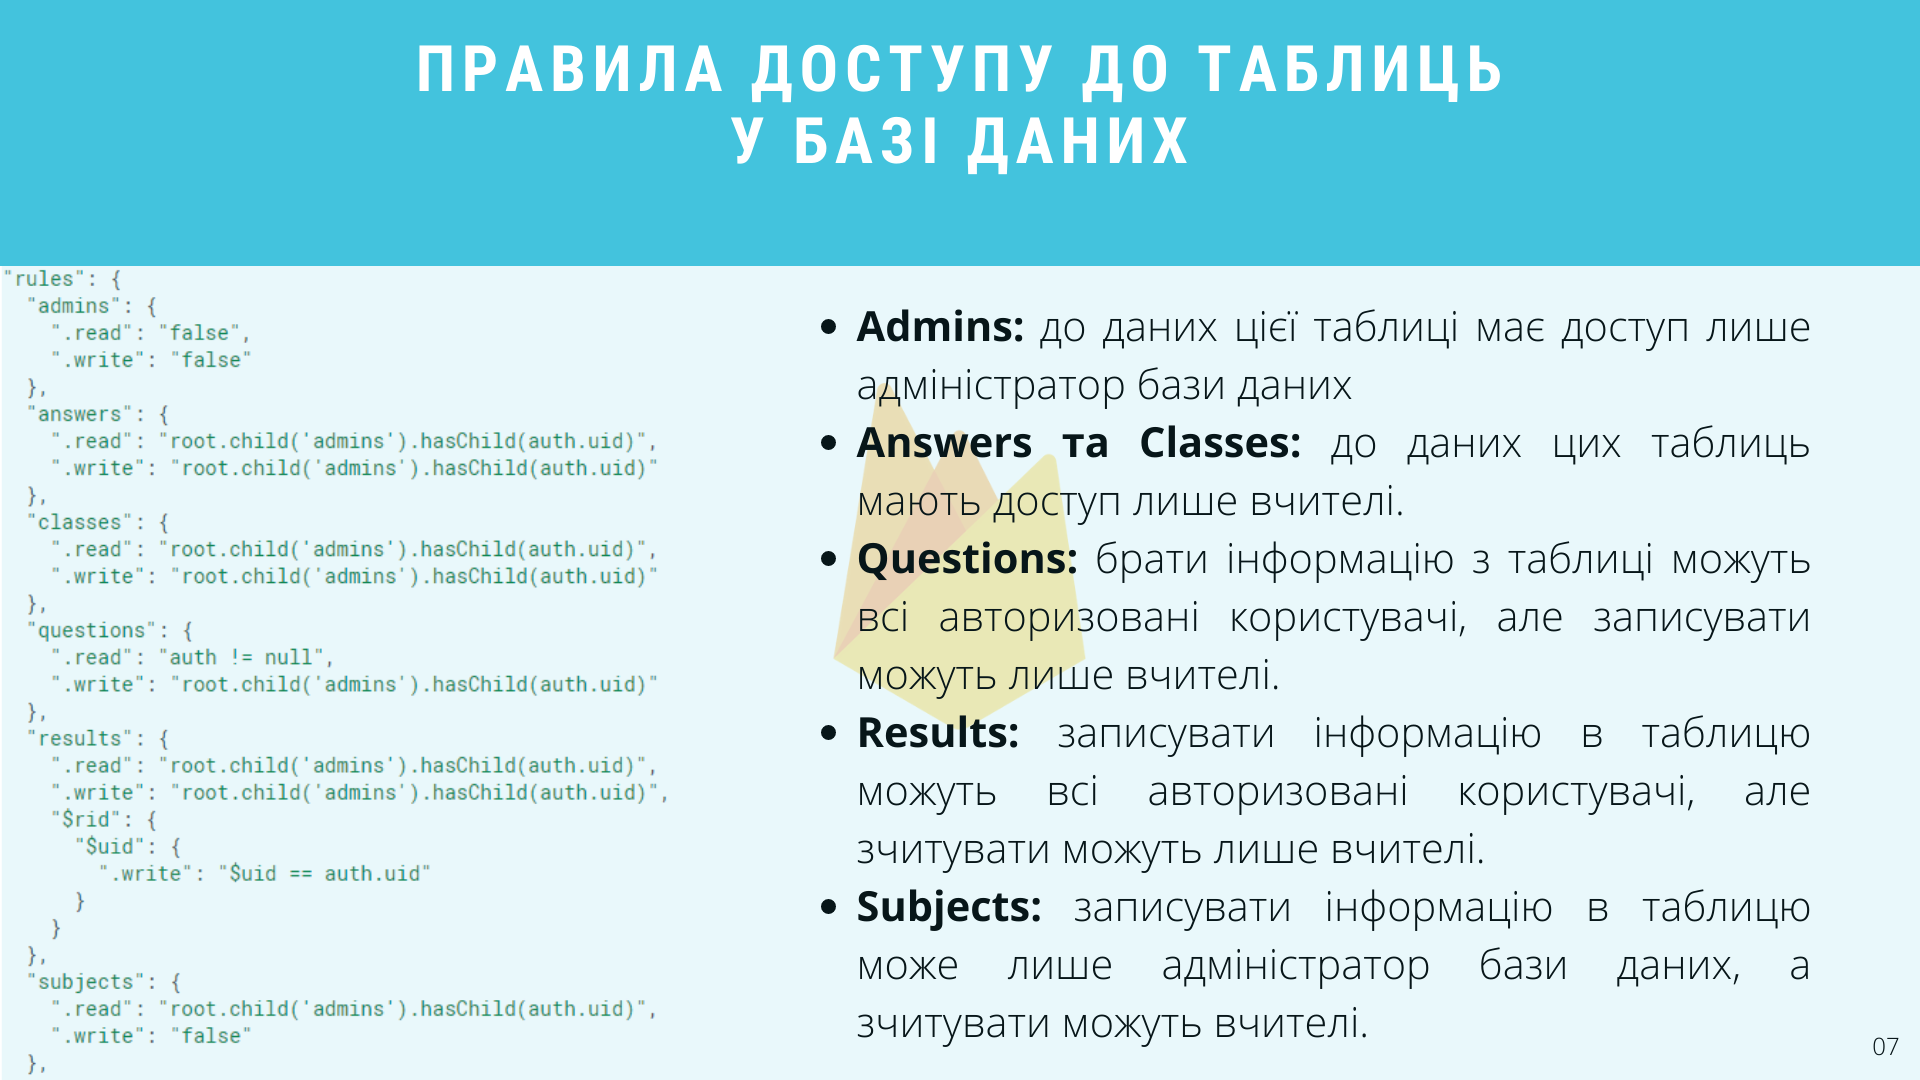 ПРАВИЛА ДОСТУПУ ДО ТАБЛИЦЬ
У БАЗІ ДАНИХ
"rules": {
"admins": {
".read": "false",
".write": "false"
},
"answers": {
".read": "root.child('admins').hasChild(auth.uid)",
".write": "root.child('admins').hasChild(auth.uid)"
},
"classes": {
".read": "root.child('admins').hasChild(auth.uid)",
".write": "root.child('admins').hasChild(auth.uid)"
},
"questions": {
".read": "auth != null",
".write": "root.child('admins').hasChild(auth.uid)"
},
"results": {
".read": "root.child('admins').hasChild(auth.uid)",
".write": "root.child('admins').hasChild(auth.uid)",
"$rid": {
"$uid": {
".write": "$uid == auth.uid"
}
}
},
"subjects": {
".read": "root.child('admins').hasChild(auth.uid)",
".write": "false"
},
• Admins: до даних цієї таблиці має доступ лише
адміністратор бази даних
• Answers та Classes: до даних цих таблиць
мають доступ лише вчителі.
• Questions: брати інформацію з таблиці можуть
всі авторизовані користувачі, але записувати
можуть лише вчителі.
• Results: записувати інформацію в таблицю
можуть всі авторизовані користувачі, але
зчитувати можуть лише вчителі.
• Subjects: записувати інформацію в таблицю
може лише адміністратор бази даних, а
зчитувати можуть вчителі.
07